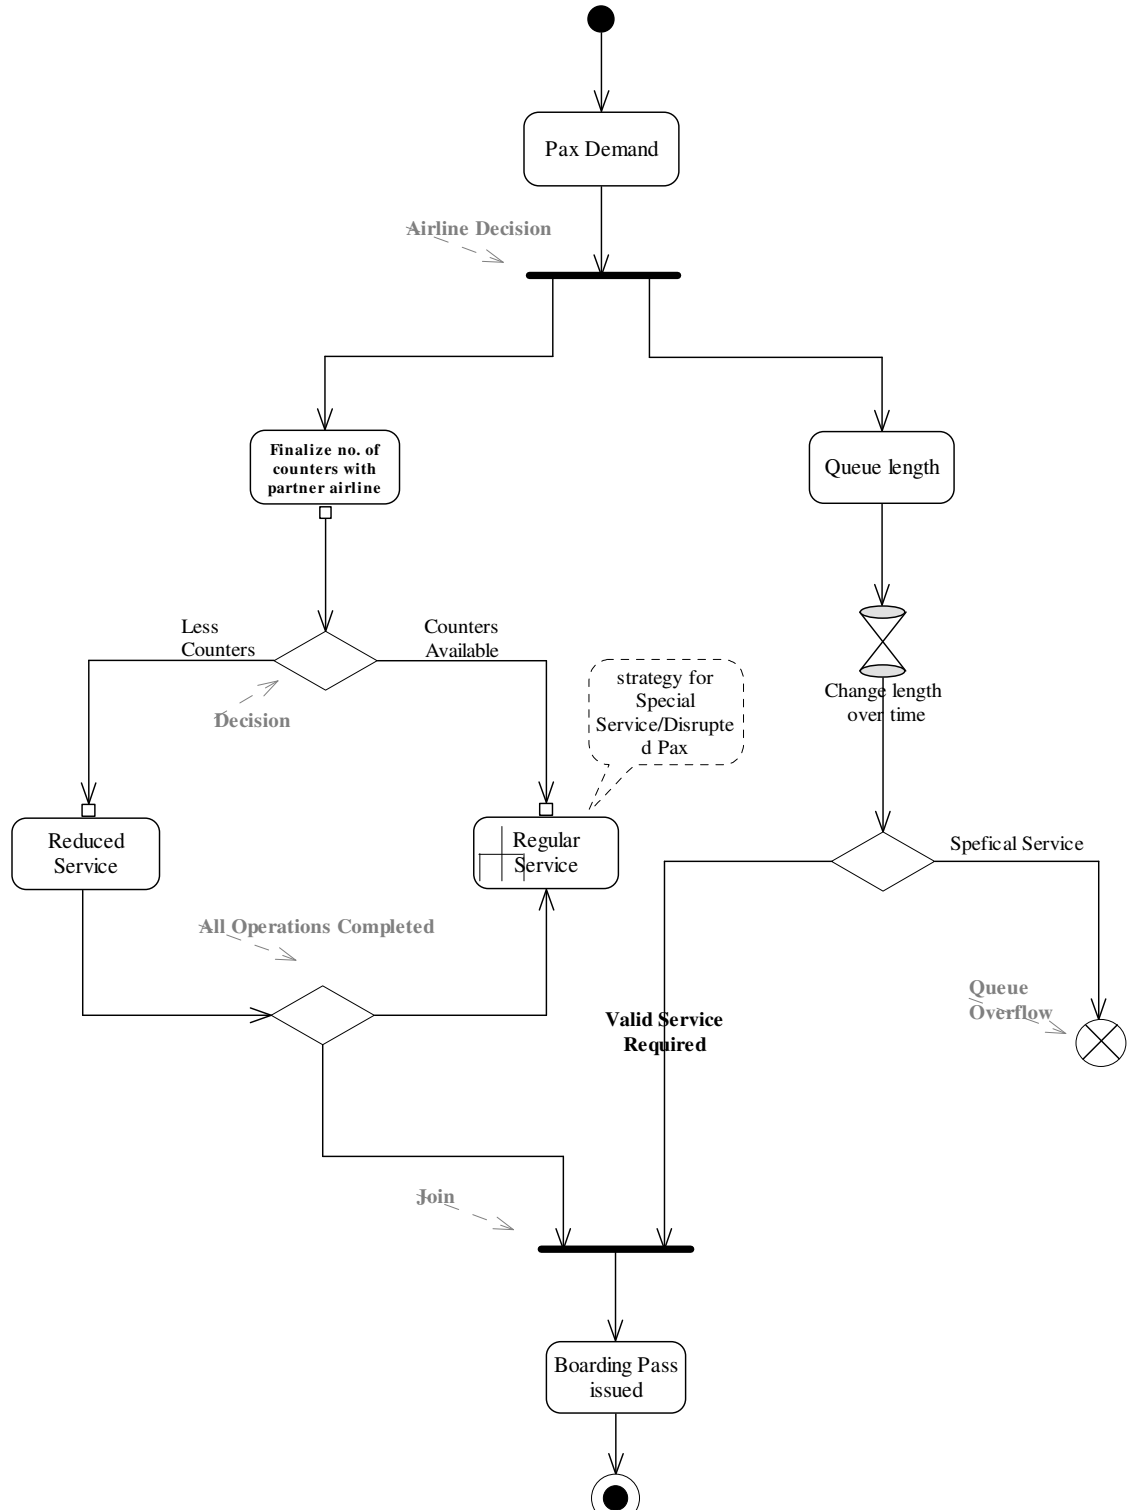 Pax Demand
Airline Decision
Finalize no. of
counters with
partner airline
Queue length
Less
Counters
Counters
Available
Decision
strategy for
Special
Service/Disrupte
d Pax
Change length
over time
Reduced
Service
Regular
Service
Spefical Service
All Operations Completed
Queue
Overflow
Valid Service
Required
Join
Boarding Pass
issued